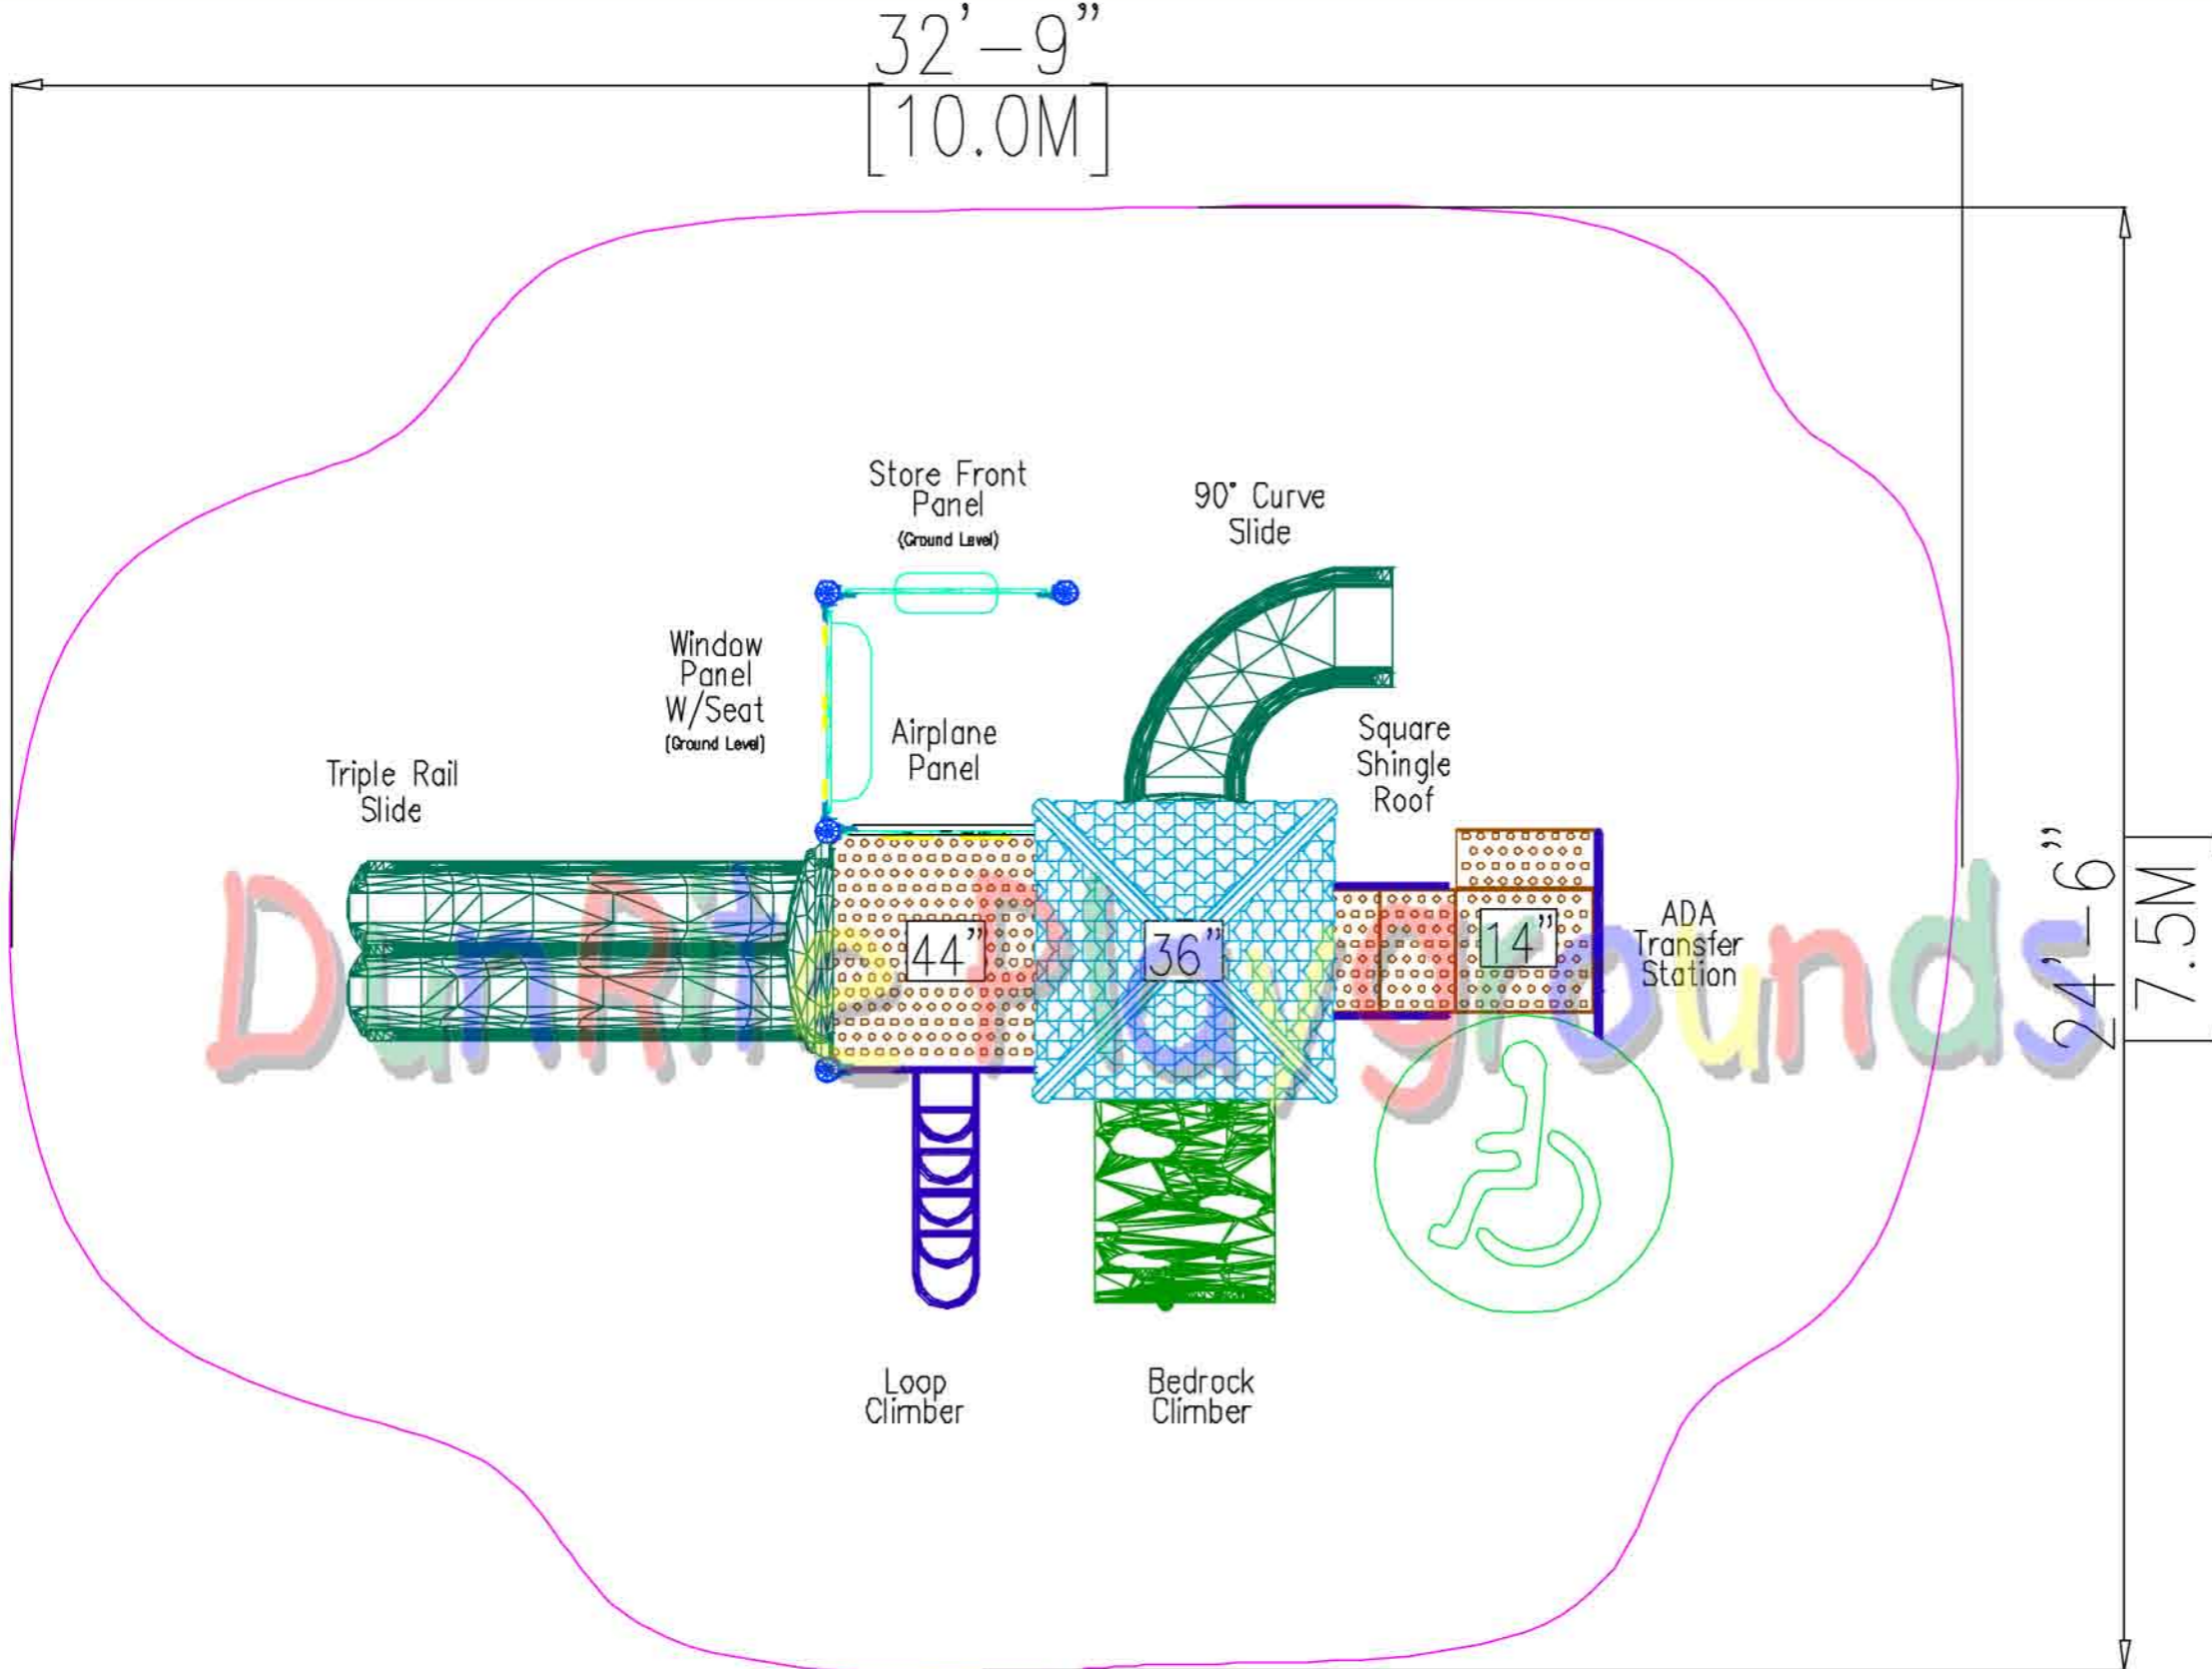 32'-9"
[10.0M]
Store Front
Panel
(Ground Level)
90° Curve
Slide
Window
Panel
W/Seat
(Ground Level)
Airplane
Panel
Square
Shingle
Roof
Triple Rail
Slide
44"
36"
14"
ADA
Transfer
Station
24'-6"
7.5M
DunRite Playgrounds
Loop
Climber
Bedrock
Climber